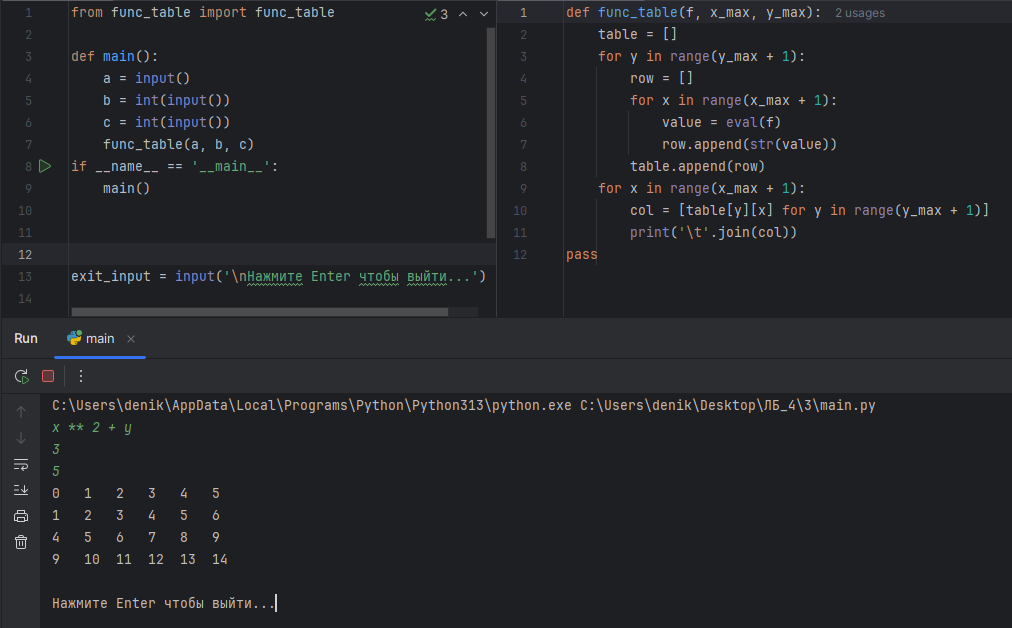 1 from func_table import func_table 3
2
3 def main():
4 a = input()
5 b = int(input())
6 c = int(input())
7 func_table(a, b, c)
8 if __name__ == '__main__':
9 main()
10
11
12
13 exit_input = input('\nНажмите Enter чтобы выйти...')
14
1 def func_table(f, x_max, y_max): 2 usages
2 table = []
3 for y in range(y_max + 1):
4 row = []
5 for x in range(x_max + 1):
6 value = eval(f)
7 row.append(str(value))
8 table.append(row)
9 for x in range(x_max + 1):
10 col = [table[y][x] for y in range(y_max + 1)]
11 print('\t'.join(col))
12 pass
Run main
C:\Users\denik\AppData\Local\Programs\Python\Python313\python.exe C:\Users\denik\Desktop\ЛБ_4\3\main.py
x ** 2 + y
3
5
0 1 2 3 4 5
1 2 3 4 5 6
4 5 6 7 8 9
9 10 11 12 13 14
Нажмите Enter чтобы выйти...